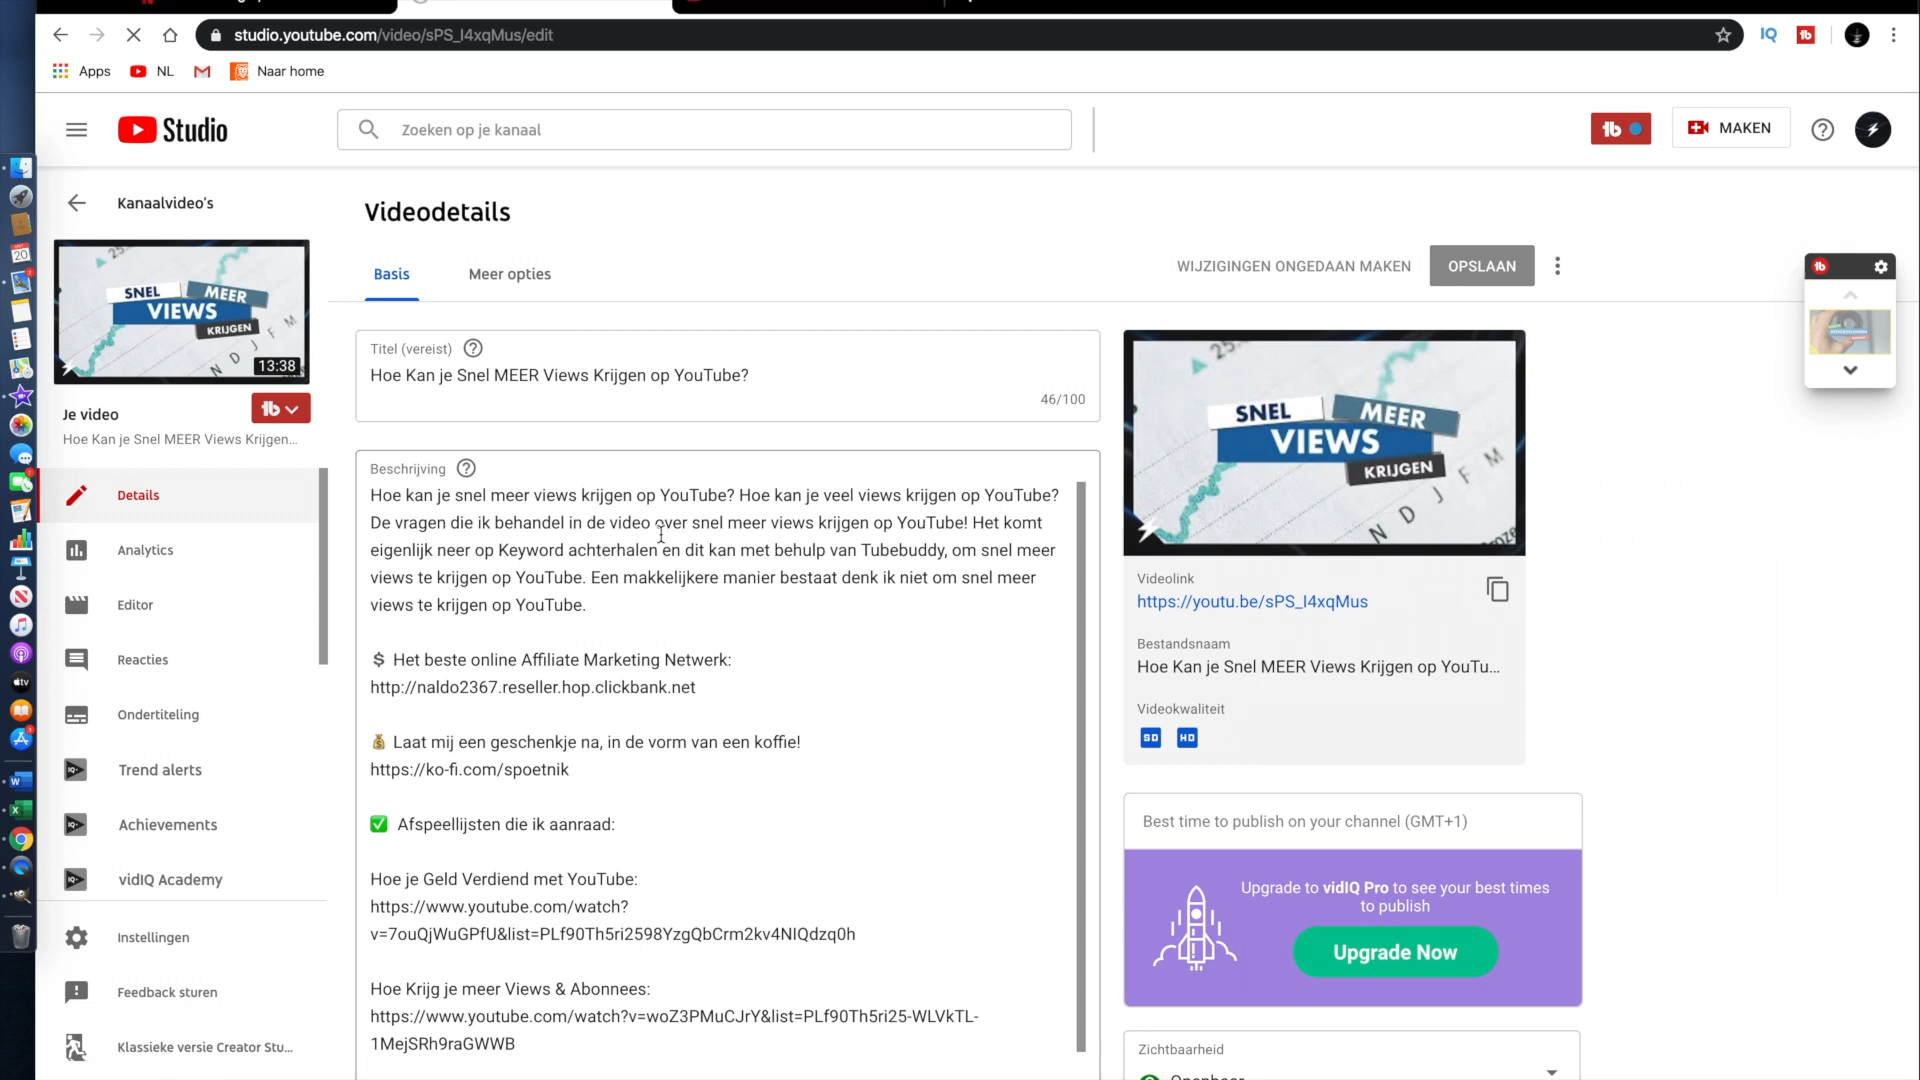 studio.youtube.com/video/sPS_I4xqMus/edit
IQ
Apps
NL
Naar home
Studio
Zoeken op je kanaal
MAKEN
Kanaalvideo's
SNEL
MEER
VIEWS
KRIJGEN
13:38
Je video
Hoe Kan je Snel MEER Views Krijgen...
Details
Analytics
Editor
Reacties
Ondertiteling
Trend alerts
Achievements
vidIQ Academy
Instellingen
Feedback sturen
Klassieke versie Creator Stu...
Videodetails
Basis
Meer opties
WIJZIGINGEN ONGEDAAN MAKEN
OPSLAAN
Titel (vereist)
Hoe Kan je Snel MEER Views Krijgen op YouTube?
46/100
Beschrijving
Hoe kan je snel meer views krijgen op YouTube? Hoe kan je veel views krijgen op YouTube?
De vragen die ik behandel in de video over snel meer views krijgen op YouTube! Het komt
eigenlijk neer op Keyword achterhalen en dit kan met behulp van Tubebuddy, om snel meer
views te krijgen op YouTube. Een makkelijkere manier bestaat denk ik niet om snel meer
views te krijgen op YouTube.
$ Het beste online Affiliate Marketing Netwerk:
http://naldo2367.reseller.hop.clickbank.net
💰 Laat mij een geschenkje na, in de vorm van een koffie!
https://ko-fi.com/spoetnik
✅ Afspeellijsten die ik aanraad:
Hoe je Geld Verdiend met YouTube:
https://www.youtube.com/watch?
v=7ouQjWuGPfU&list=PLf90Th5ri2598YzgQbCrm2kv4NIQdzq0h
Hoe Krijg je meer Views & Abonnees:
https://www.youtube.com/watch?v=woZ3PMuCJrY&list=PLf90Th5ri25-WLVkTL-
1MejSRh9raGWWB
SNEL
MEER
VIEWS
KRIJGEN
N D J F M
Videolink
https://youtu.be/sPS_I4xqMus
Bestandsnaam
Hoe Kan je Snel MEER Views Krijgen op YouTu...
Videokwaliteit
SD HD
Best time to publish on your channel (GMT+1)
Upgrade to vidIQ Pro to see your best times
to publish
Upgrade Now
Zichtbaarheid